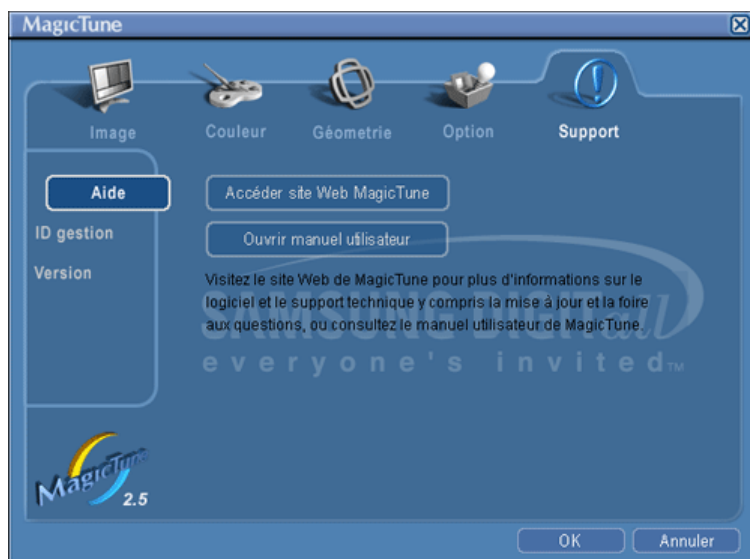 MagicTune
Image
Couleur
Géometrie
Option
Support
Aide
ID gestion
Version
Accéder site Web MagicTune
Ouvrir manuel utilisateur
Visitez le site Web de MagicTune pour plus d'informations sur le
logiciel et le support technique y compris la mise à jour et la foire
aux questions, ou consultez le manuel utilisateur de MagicTune.
SAMSUNG DIGITall
everyone's invited™
MagicTune
2.5
OK
Annuler